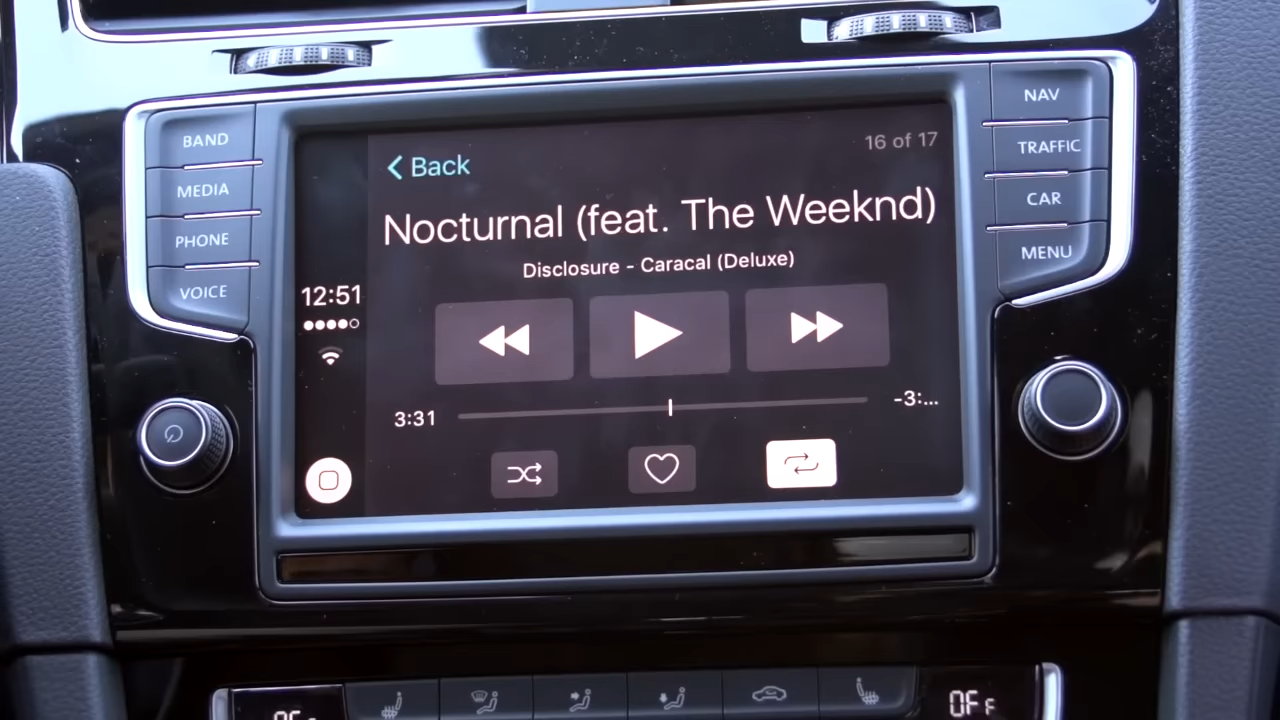 BAND
MEDIA
PHONE
VOICE
NAV
TRAFFIC
CAR
MENU
Back
16 of 17
Nocturnal (feat. The Weeknd)
Disclosure - Caracal (Deluxe)
12:51
3:31
-3:...
OFF